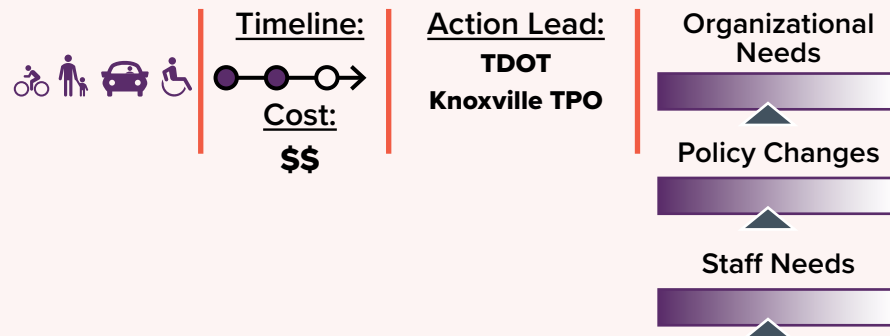 Timeline:
Cost:
$$
Action Lead:
TDOT
Knoxville TPO
Organizational
Needs
Policy Changes
Staff Needs